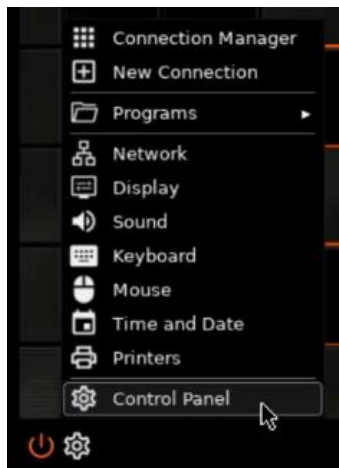 Connection Manager
New Connection
Programs
Network
Display
Sound
Keyboard
Mouse
Time and Date
Printers
Control Panel